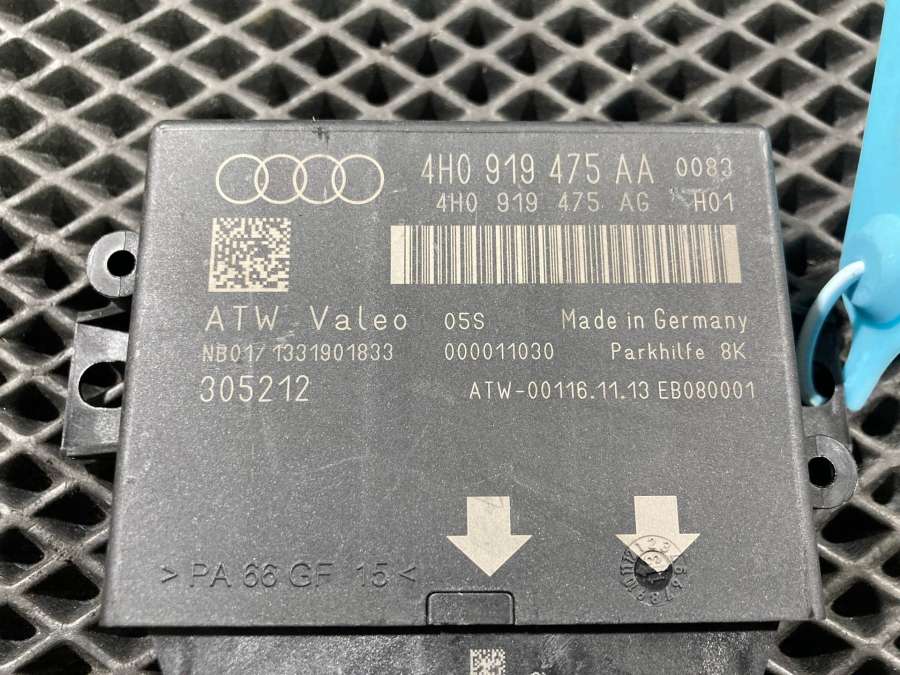 4H0 919 475 AA 0083
4H0 919 475 AG H01
ATW Valeo 05S Made in Germany
NB01/1331901833 000011030 Parkhilfe 8K
305212 ATW-00116.11.13 EB080001
>PA 66 GF 15<